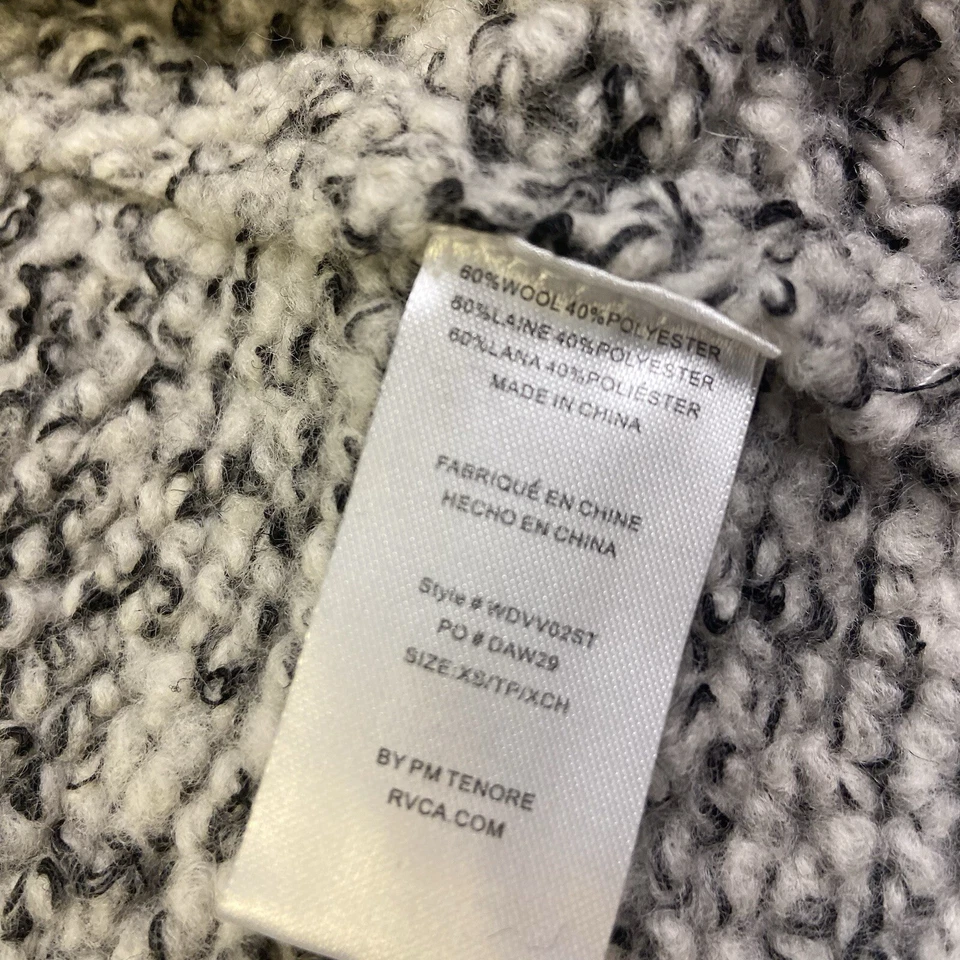 60%WOOL 40%POLYESTER
60%LAINE 40%POLYESTER
60%LANA 40%POLIÉSTER
MADE IN CHINA
FABRIQUÉ EN CHINE
HECHO EN CHINA
Style # WDVV02ST
PO # DAW29
SIZE:XS/TP/XCH
BY PM TENORE
RVCA.COM